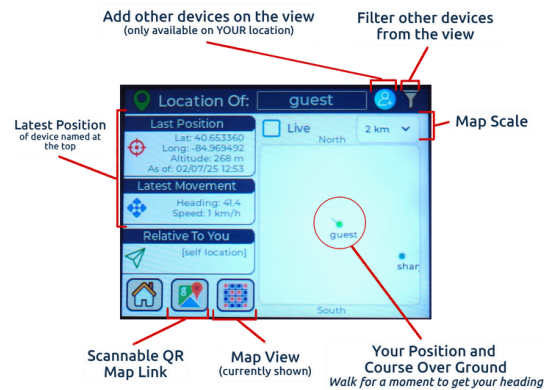 Add other devices on the view
(only available on YOUR location)
Filter other devices
from the view
Location Of:
guest
Latest Position
of device named at
the top
Last Position
Lat: 40.653360
Long: -84.969492
Altitude: 268 m
As of: 02/07/25 12:53
Live
North
2 km
Map Scale
Latest Movement
Heading: 41.4
Speed: 1 km/h
guest
Relative To You
[self location]
shar
South
Scannable QR
Map Link
Map View
(currently shown)
Your Position and
Course Over Ground
Walk for a moment to get your heading